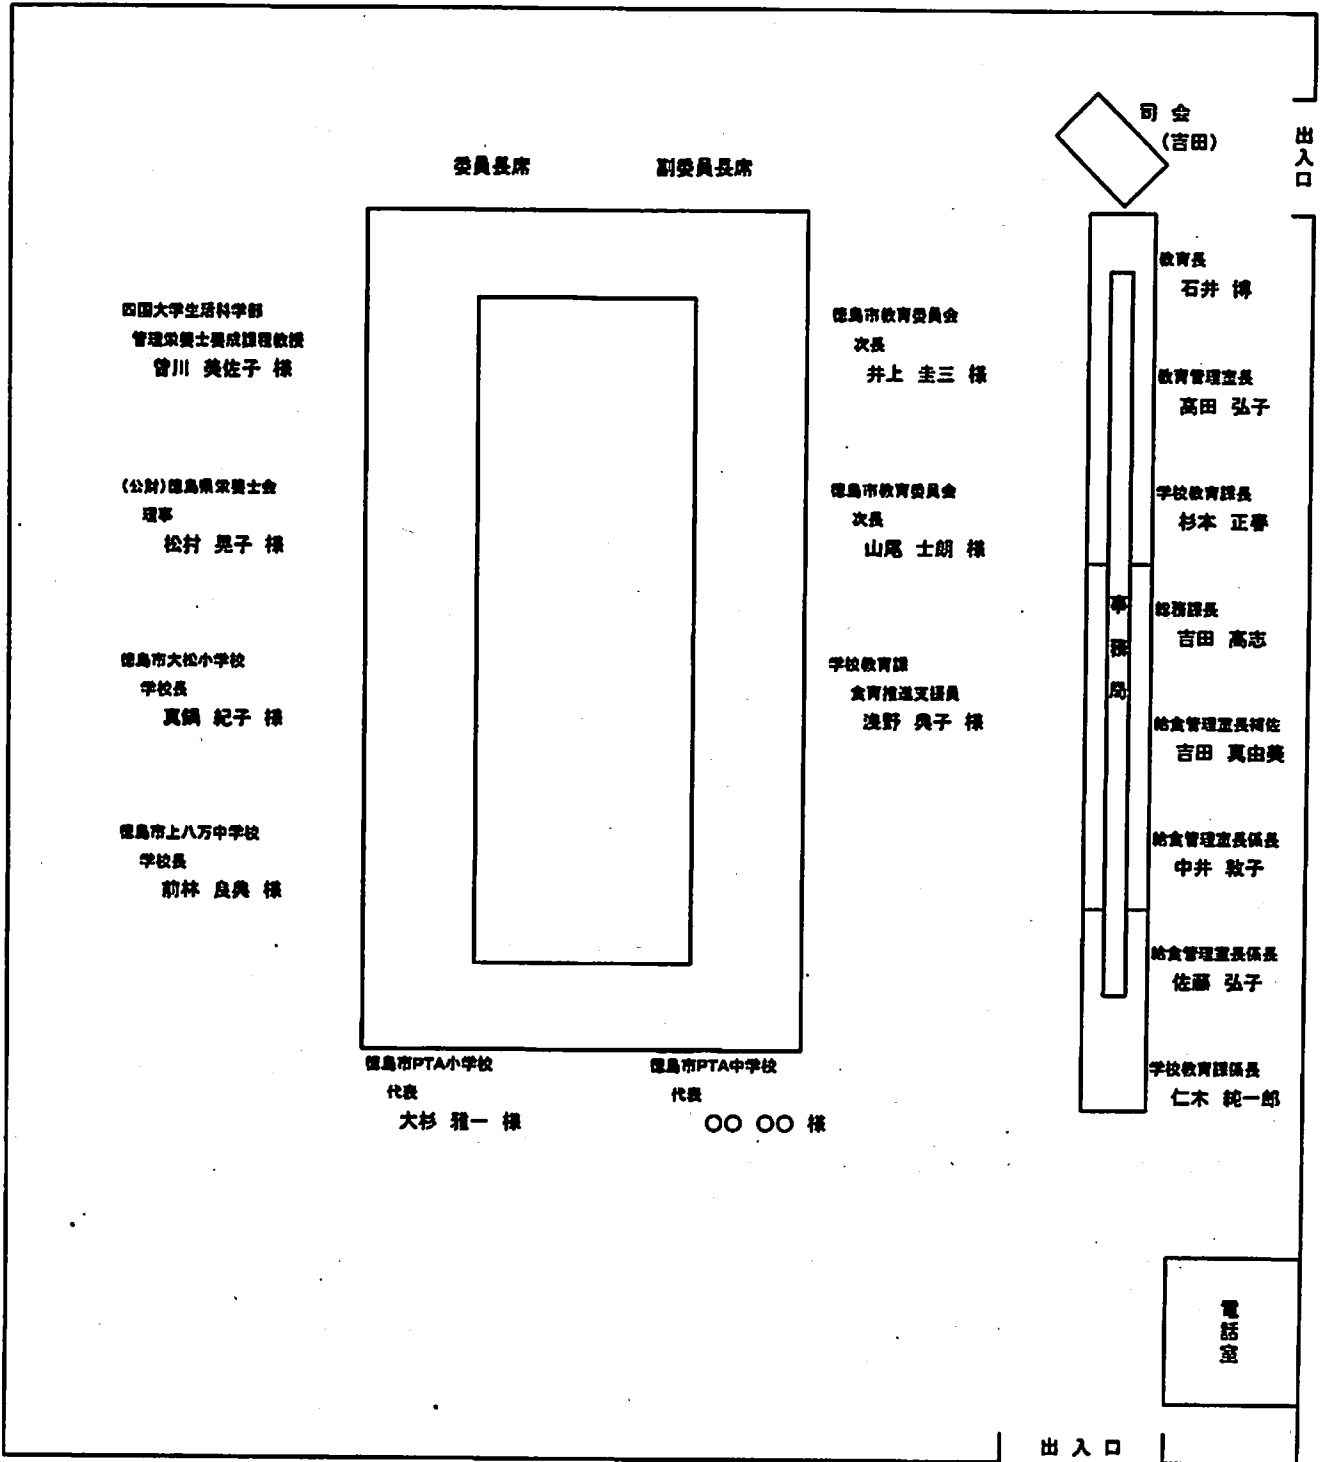 司 会
(吉田)
出入口
委員長席
副委員長席
四国大学生活科学部
管理栄養士養成課程教授
曽川 美佐子 様
(公財)徳島県栄養士会
理事
松村 晃子 様
徳島市大松小学校
学校長
真鍋 紀子 様
徳島市上八万中学校
学校長
前林 良典 様
徳島市教育委員会
次長
井上 圭三 様
徳島市教育委員会
次長
山尾 士朗 様
学校教育課
食育推進支援員
浅野 典子 様
徳島市PTA小学校
代表
大杉 雅一 様
徳島市PTA中学校
代表
〇〇 〇〇 様
事務局
教育長
石井 博
教育管理室長
高田 弘子
学校教育課長
杉本 正春
総務課長
吉田 高志
給食管理室長補佐
吉田 真由美
給食管理室長係長
中井 敦子
給食管理室長係長
佐藤 弘子
学校教育課係長
仁木 純一郎
電話室
出 入 口